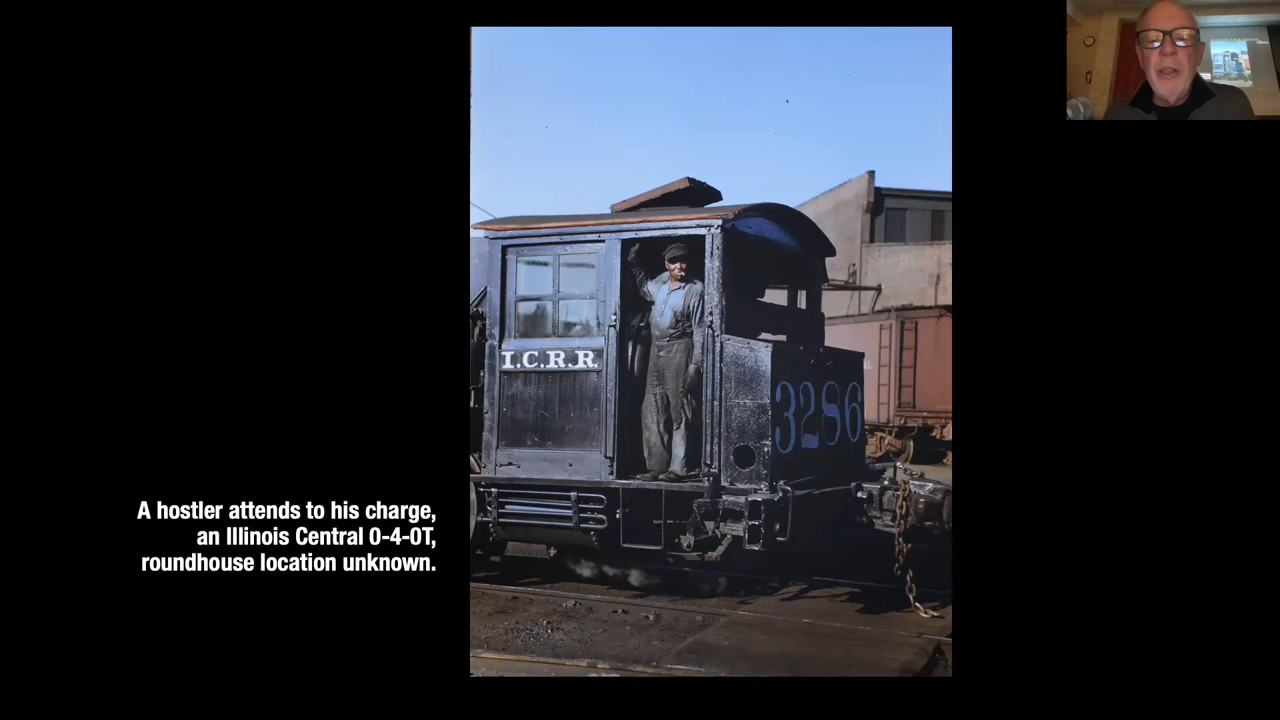 I.C.R.R.
3286
A hostler attends to his charge,
an Illinois Central 0-4-0T,
roundhouse location unknown.